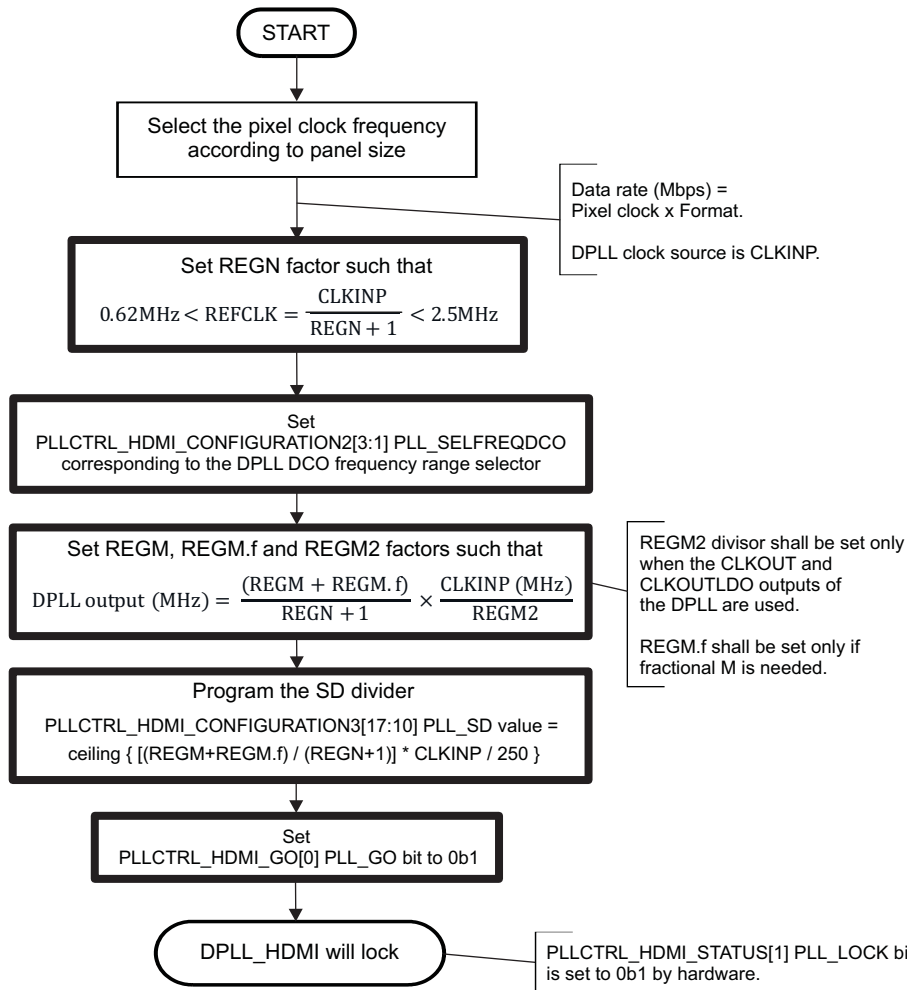 START
Select the pixel clock frequency
according to panel size
Data rate (Mbps) =
Pixel clock x Format.
DPLL clock source is CLKINP.
Set REGN factor such that
0.62MHz < REFCLK = CLKINP / REGN + 1 < 2.5MHz
Set
PLLCTRL_HDMI_CONFIGURATION2[3:1] PLL_SELFREQDCO
corresponding to the DPLL DCO frequency range selector
Set REGM, REGM.f and REGM2 factors such that
DPLL output (MHz) = (REGM + REGM.f) / REGN + 1 × CLKINP (MHz) / REGM2
REGM2 divisor shall be set only
when the CLKOUT and
CLKOUTLDO outputs of
the DPLL are used.
REGM.f shall be set only if
fractional M is needed.
Program the SD divider
PLLCTRL_HDMI_CONFIGURATION3[17:10] PLL_SD value =
ceiling { [(REGM+REGM.f) / (REGN+1)] * CLKINP / 250 }
Set
PLLCTRL_HDMI_GO[0] PLL_GO bit to 0b1
DPLL_HDMI will lock
PLLCTRL_HDMI_STATUS[1] PLL_LOCK bi
is set to 0b1 by hardware.